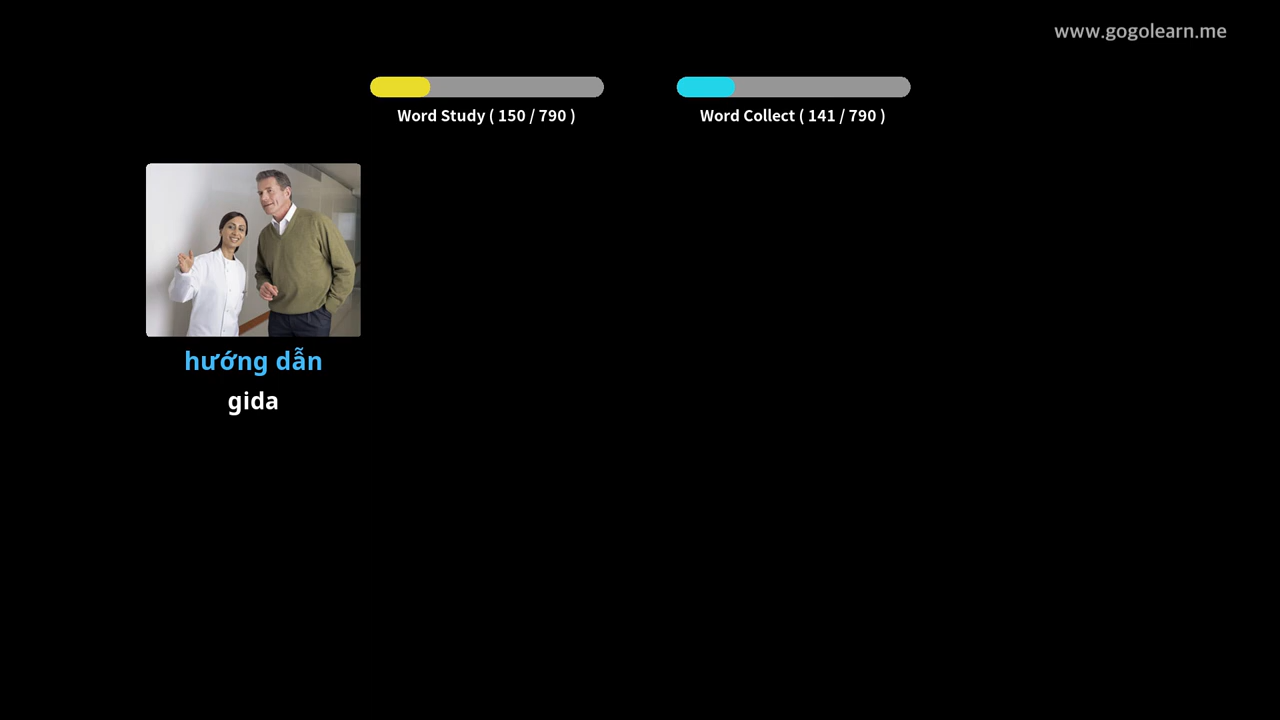 www.gogolearn.me
Word Study ( 150 / 790 )
Word Collect ( 141 / 790 )
hướng dẫn
gida